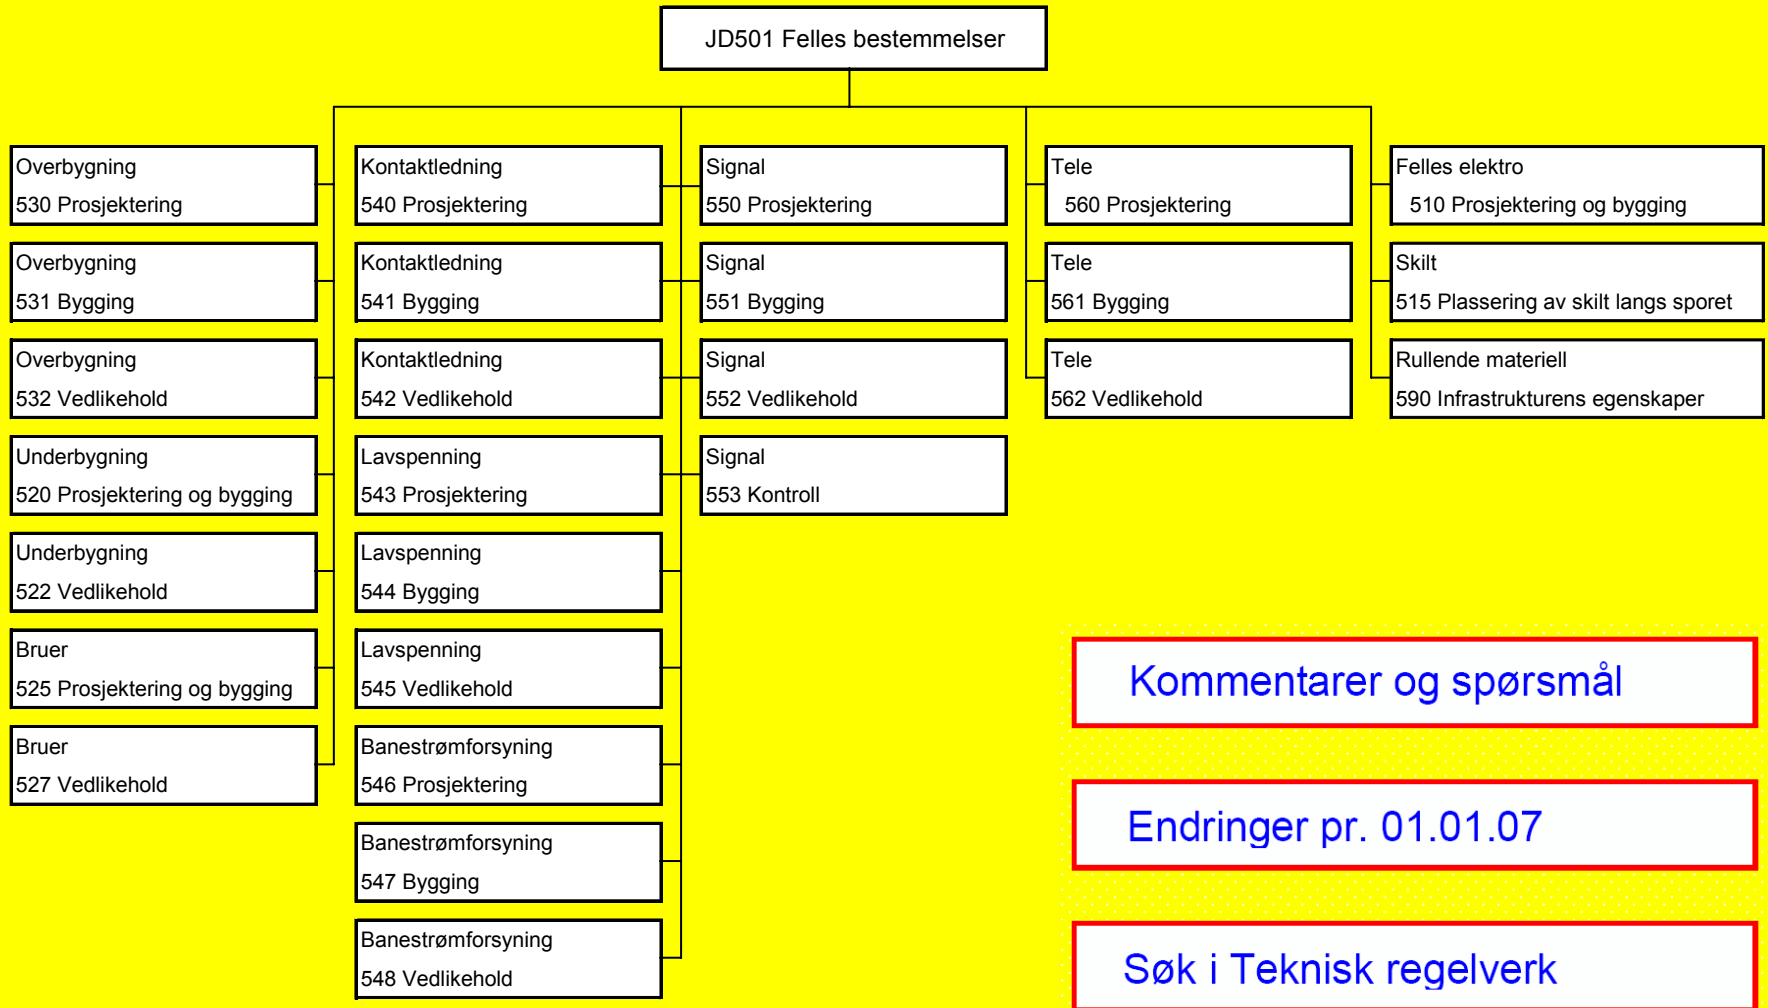 JD501 Felles bestemmelser
Overbygning
530 Prosjektering
Overbygning
531 Bygging
Overbygning
532 Vedlikehold
Underbygning
520 Prosjektering og bygging
Underbygning
522 Vedlikehold
Bruer
525 Prosjektering og bygging
Bruer
527 Vedlikehold
Kontaktledning
540 Prosjektering
Kontaktledning
541 Bygging
Kontaktledning
542 Vedlikehold
Lavspenning
543 Prosjektering
Lavspenning
544 Bygging
Lavspenning
545 Vedlikehold
Banestrømforsyning
546 Prosjektering
Banestrømforsyning
547 Bygging
Banestrømforsyning
548 Vedlikehold
Signal
550 Prosjektering
Signal
551 Bygging
Signal
552 Vedlikehold
Signal
553 Kontroll
Tele
560 Prosjektering
Tele
561 Bygging
Tele
562 Vedlikehold
Felles elektro
510 Prosjektering og bygging
Skilt
515 Plassering av skilt langs sporet
Rullende materiell
590 Infrastrukturens egenskaper
Kommentarer og spørsmål
Endringer pr. 01.01.07
Søk i Teknisk regelverk